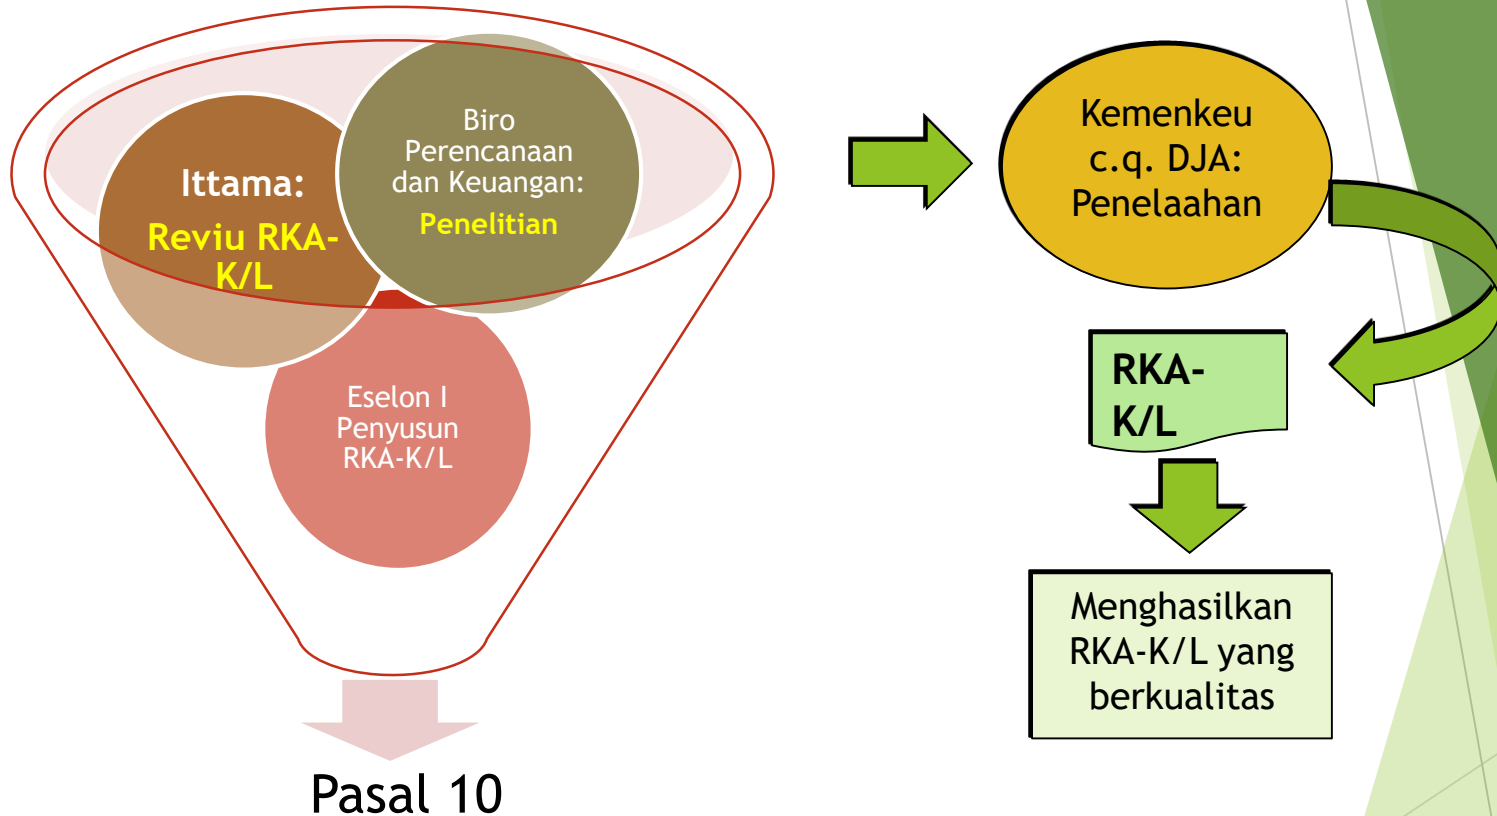 Biro
Perencanaan
dan Keuangan:
Penelitian
Ittama:
Reviu RKA-
K/L
Eselon I
Penyusun
RKA-K/L
Pasal 10
Kemenkeu
c.q. DJA:
Penelaahan
RKA-
K/L
Menghasilkan
RKA-K/L yang
berkualitas